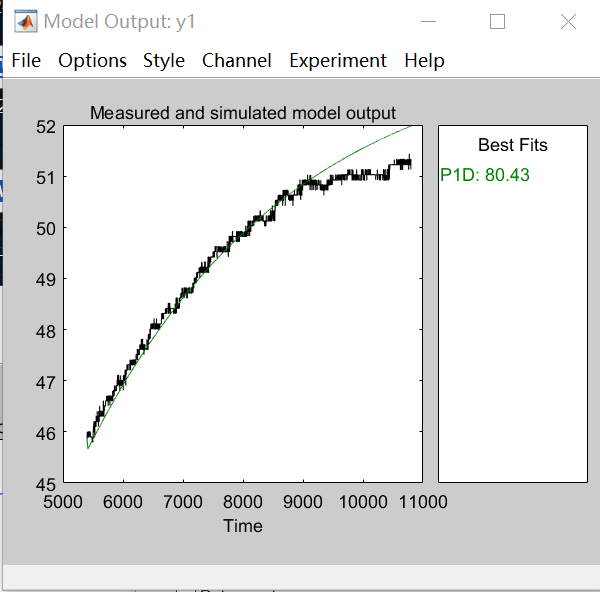 Model Output: y1
File Options Style Channel Experiment Help
Measured and simulated model output
52
51
50
49
48
47
46
45
5000 6000 7000 8000 9000 10000 11000
Time
Best Fits
P1D: 80.43